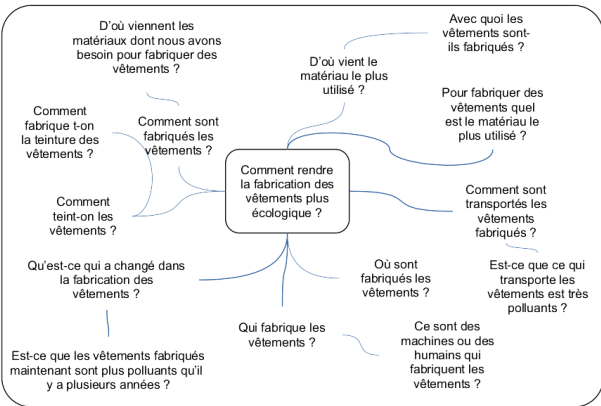 D'où viennent les
matériaux dont nous avons
besoin pour fabriquer des
vêtements ?
Avec quoi les
vêtements sont-
ils fabriqués ?
D'où vient le
matériau le plus
utilisé ?
Pour fabriquer des
vêtements quel
est le matériau le
plus utilisé ?
Comment
fabrique t-on
la teinture des
vêtements ?
Comment sont
fabriqués les
vêtements ?
Comment rendre
la fabrication des
vêtements plus
écologique ?
Comment
teint-on les
vêtements ?
Comment sont
transportés les
vêtements
fabriqués ?
Qu'est-ce qui a changé dans
la fabrication des
vêtements ?
Où sont
fabriqués les
vêtements ?
Est-ce que ce qui
transporte les
vêtements est très
polluants ?
Qui fabrique les
vêtements ?
Ce sont des
machines ou des
humains qui
fabriquent les
vêtements ?
Est-ce que les vêtements fabriqués
maintenant sont plus polluants qu'il
y a plusieurs années ?